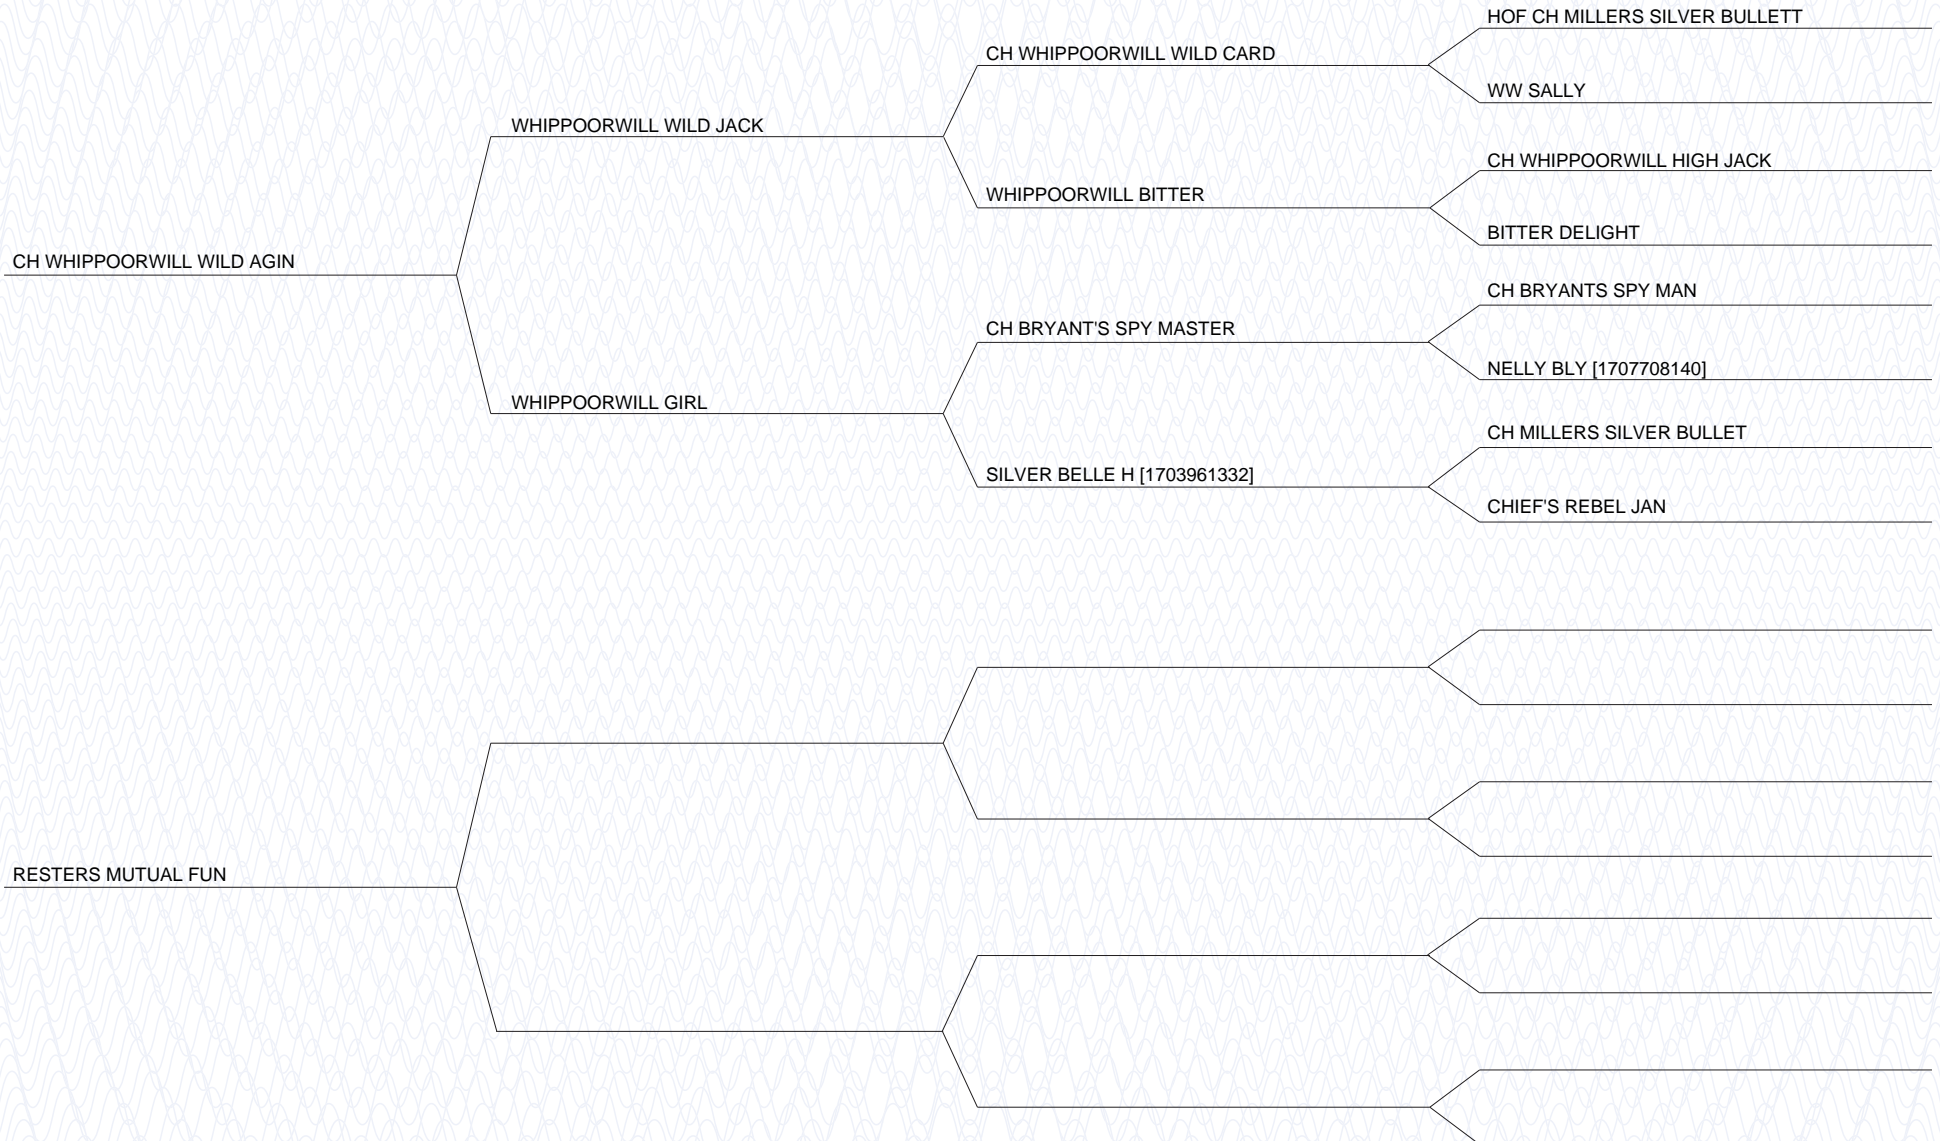 HOF CH MILLERS SILVER BULLETT
CH WHIPPOORWILL WILD CARD
WW SALLY
WHIPPOORWILL WILD JACK
CH WHIPPOORWILL HIGH JACK
WHIPPOORWILL BITTER
BITTER DELIGHT
CH WHIPPOORWILL WILD AGIN
CH BRYANTS SPY MAN
CH BRYANT'S SPY MASTER
NELLY BLY [1707708140]
WHIPPOORWILL GIRL
CH MILLERS SILVER BULLET
SILVER BELLE H [1703961332]
CHIEF'S REBEL JAN
RESTERS MUTUAL FUN